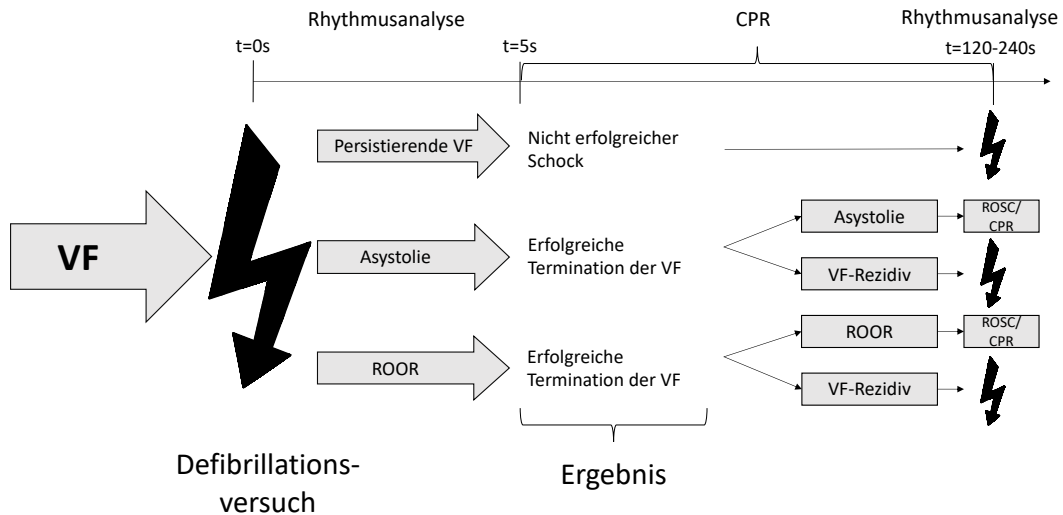 Rhythmusanalyse
CPR
Rhythmusanalyse
t=0s
t=5s
t=120-240s
Persistierende VF
Nicht erfolgreicher
Schock
VF
Asystolie
Erfolgreiche
Termination der VF
Asystolie
ROSC/
CPR
VF-Rezidiv
ROOR
Erfolgreiche
Termination der VF
ROOR
ROSC/
CPR
VF-Rezidiv
Defibrillations-
versuch
Ergebnis